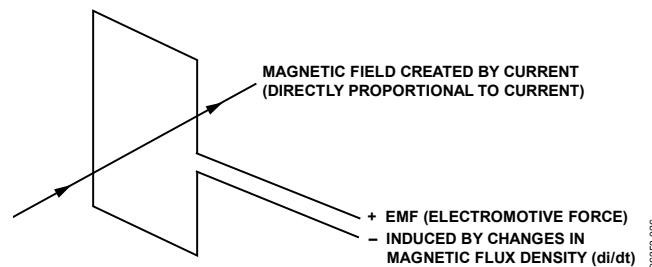 MAGNETIC FIELD CREATED BY CURRENT
(DIRECTLY PROPORTIONAL TO CURRENT)
+ EMF (ELECTROMOTIVE FORCE)
– INDUCED BY CHANGES IN
MAGNETIC FLUX DENSITY (di/dt)